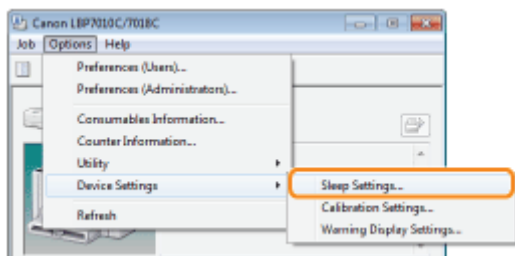 Canon LBP7010C/7018C
Job Options Help
Preferences (Users)...
Preferences (Administrators)...
Consumables Information...
Counter Information...
Utility
Device Settings
Sleep Settings...
Refresh
Calibration Settings...
Warning Display Settings...